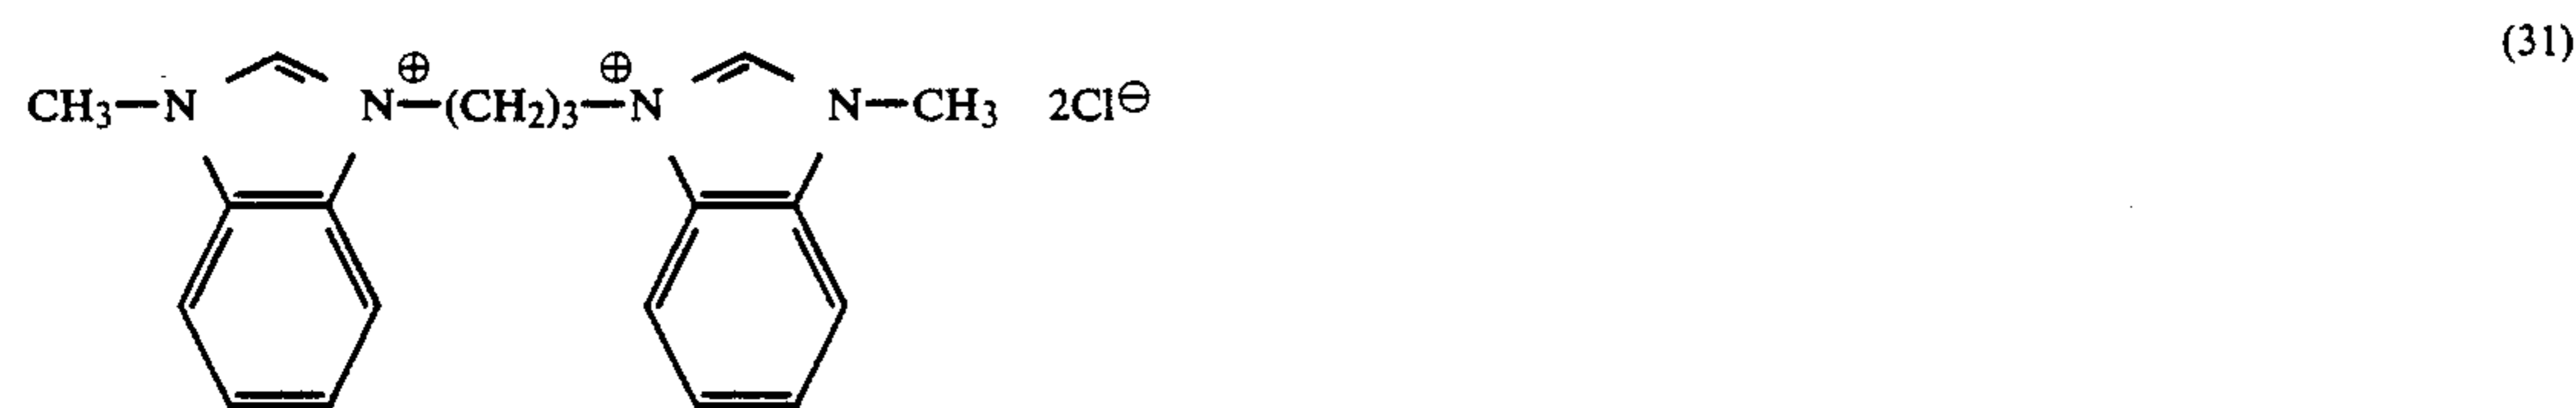 (31)
CH₃—N N⊕—(CH₂)₃—N⊕ N—CH₃ 2Cl⊖